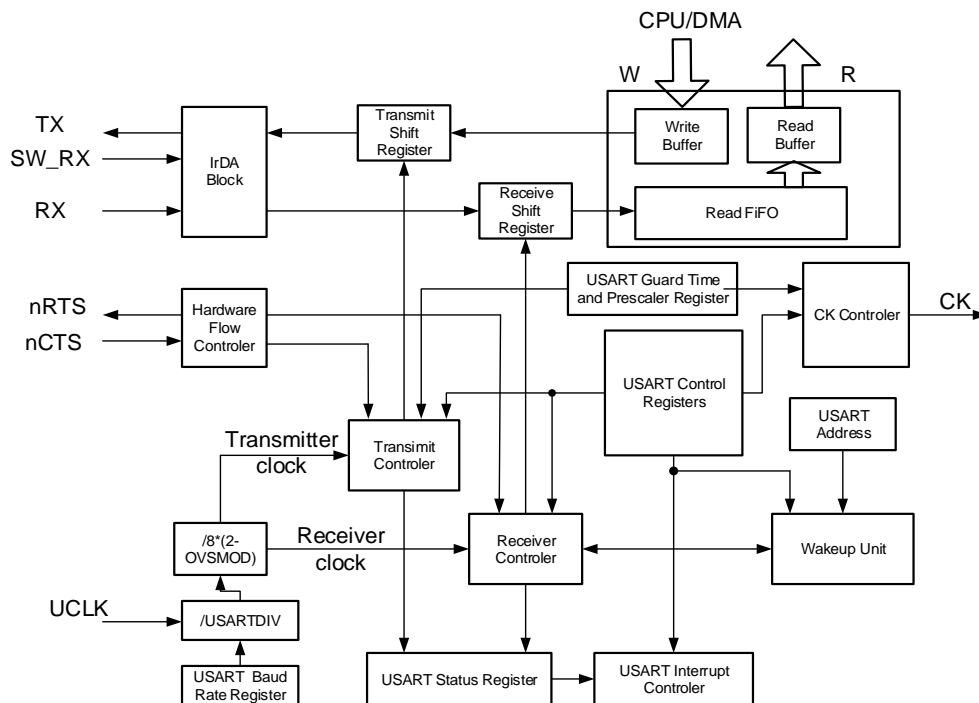 CPU/DMA
W
R
TX
SW_RX
RX
IrDA
Block
Transmit
Shift
Register
Write
Buffer
Read
Buffer
Receive
Shift
Register
Read FiFO
nRTS
nCTS
Hardware
Flow
Controler
USART Guard Time
and Prescaler Register
CK Controler
CK
USART Control
Registers
USART
Address
Transmitter
clock
Transimit
Controler
/8*(2-
OVSMOD)
Receiver
clock
Receiver
Controler
Wakeup Unit
UCLK
/USARTDIV
USART Baud
Rate Register
USART Status Register
USART Interrupt
Controler